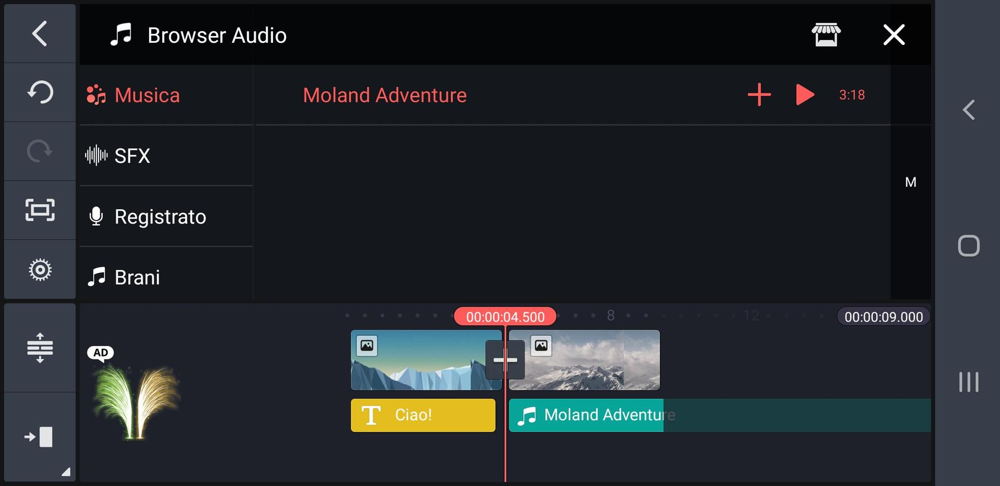 Browser Audio
Musica
Moland Adventure
3:18
SFX
M
Registrato
Brani
00:00:04.500
8
12
00:00:09.000
AD
T
Ciao!
Moland Adventure